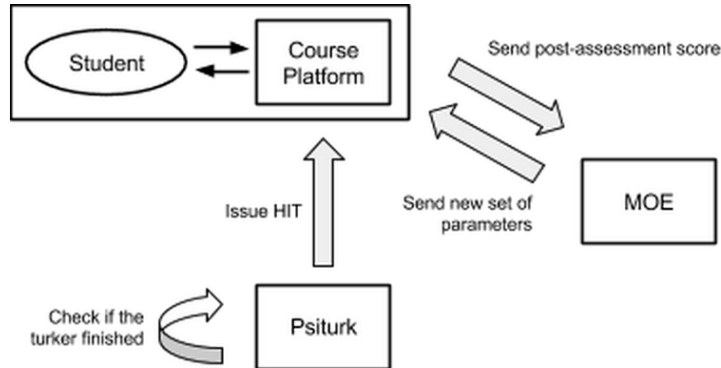 Student
Course
Platform
Send post-assessment score
Issue HIT
Send new set of
parameters
MOE
Check if the
turker finished
Psiturk